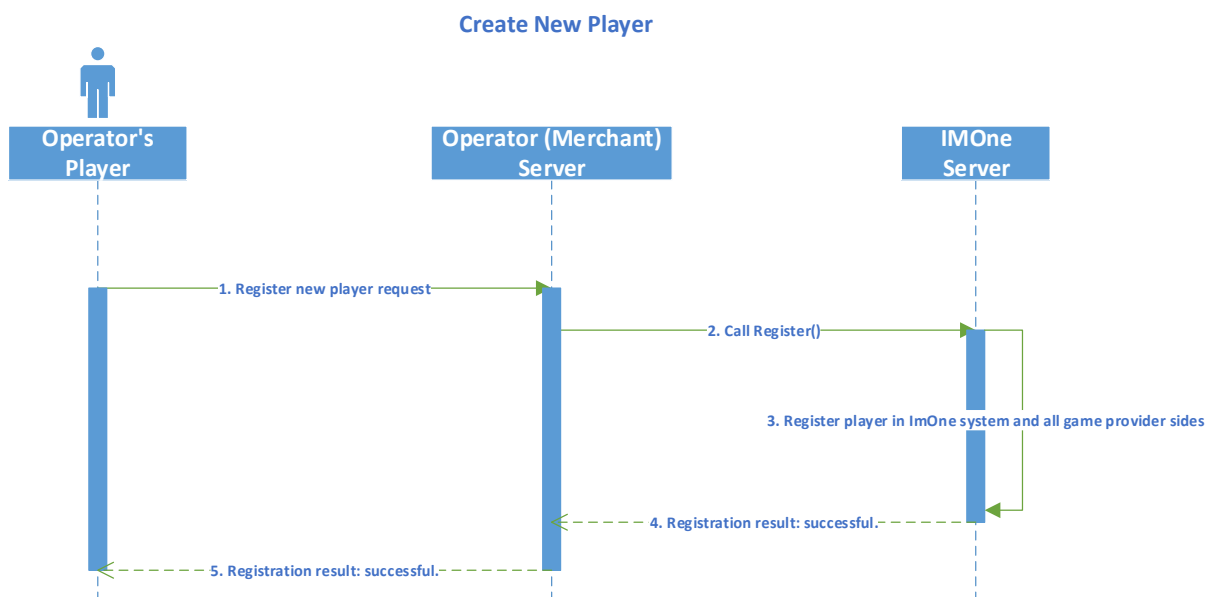 Create New Player
Operator's
Player
Operator (Merchant)
Server
IMOne
Server
1. Register new player request
2. Call Register()
3. Register player in ImOne system and all game provider sides
4. Registration result: successful.
5. Registration result: successful.